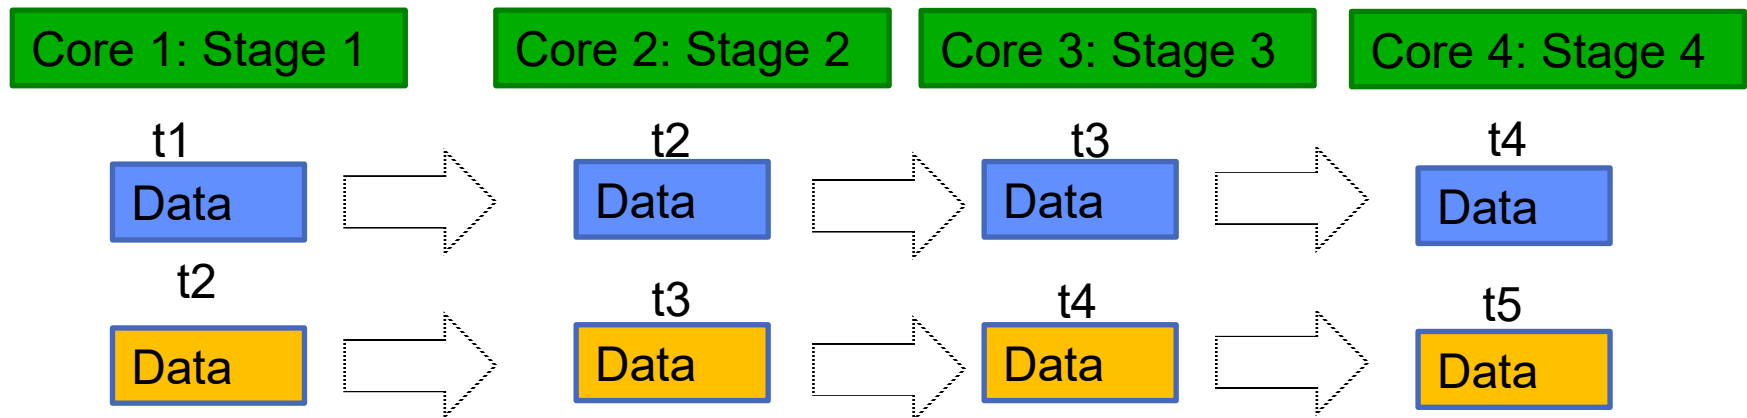 Core 1: Stage 1
Core 2: Stage 2
Core 3: Stage 3
Core 4: Stage 4
t1
t2
t3
t4
Data
Data
Data
Data
t2
t3
t4
t5
Data
Data
Data
Data